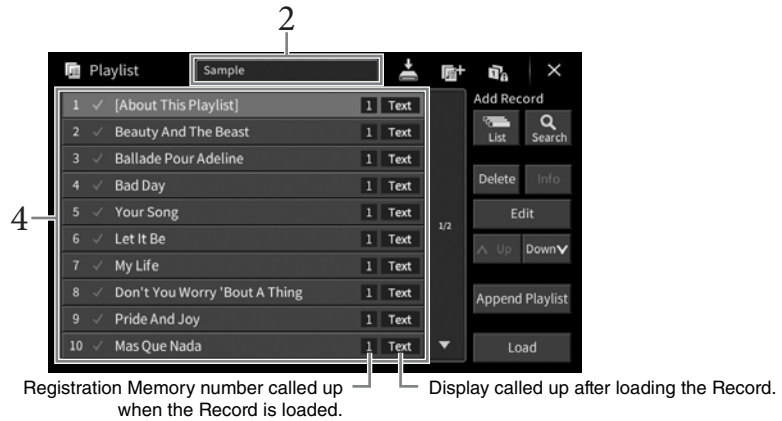 2
Playlist Sample
Add Record
1 [About This Playlist] 1 Text
List Search
2 Beauty And The Beast 1 Text
3 Ballade Pour Adeline 1 Text
4 Bad Day 1 Text
Delete Info
4
5 Your Song 1 Text
Edit
1/2
6 Let It Be 1 Text
Up Down
7 My Life 1 Text
8 Don't You Worry 'Bout A Thing 1 Text
Append Playlist
9 Pride And Joy 1 Text
10 Mas Que Nada 1 Text
Load
Registration Memory number called up
when the Record is loaded.
Display called up after loading the Record.